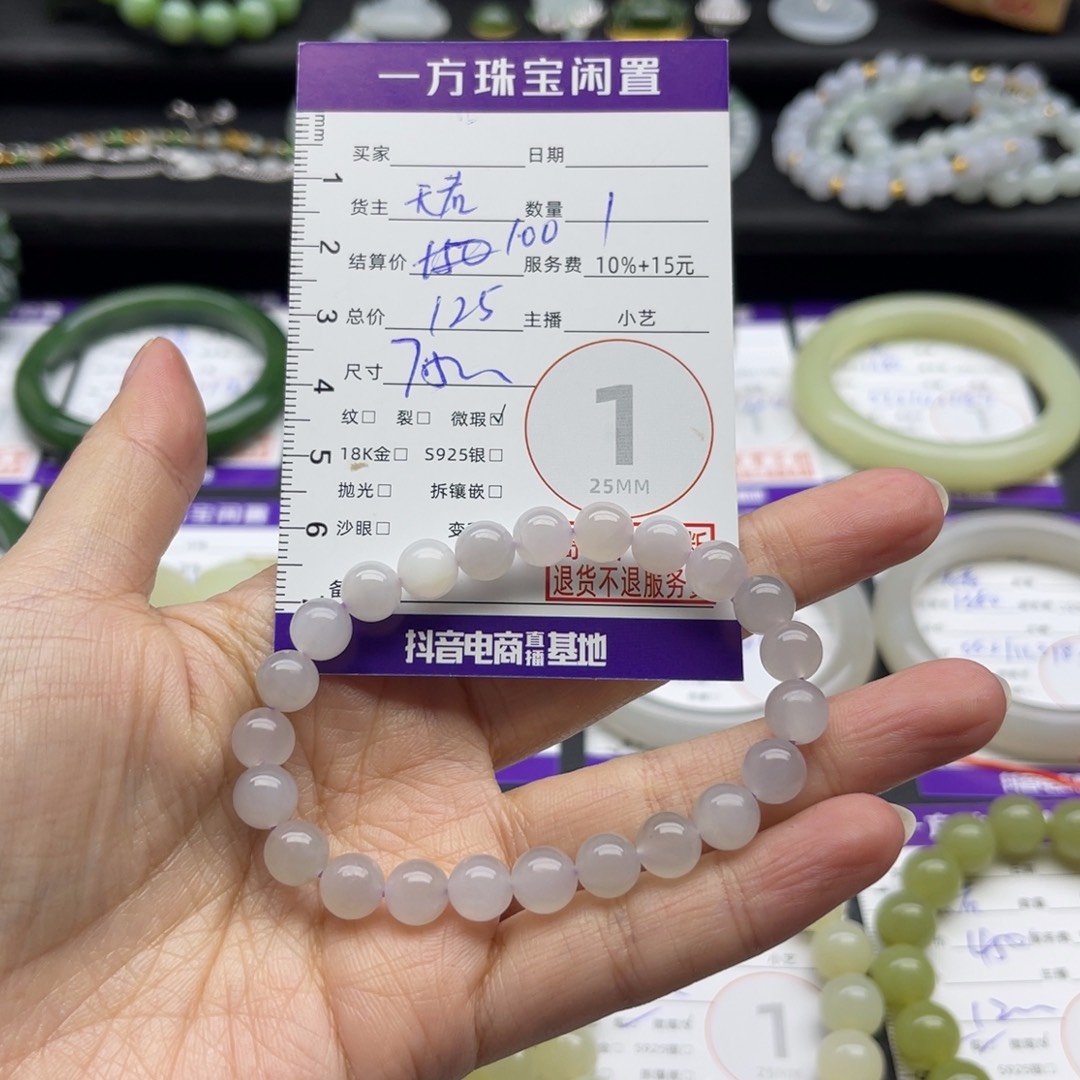 一方珠宝闲置
mm
1
2
3
4
5
6
买家 日期
货主 天若 数量 1
结算价 150 100 服务费 10%+15元
总价 125 主播 小艺
尺寸
纹□ 裂□ 微瑕☑
18K金□ S925银□
抛光□ 拆镶嵌□
沙眼□
1
25MM
退货不退服务
抖音电商直播基地